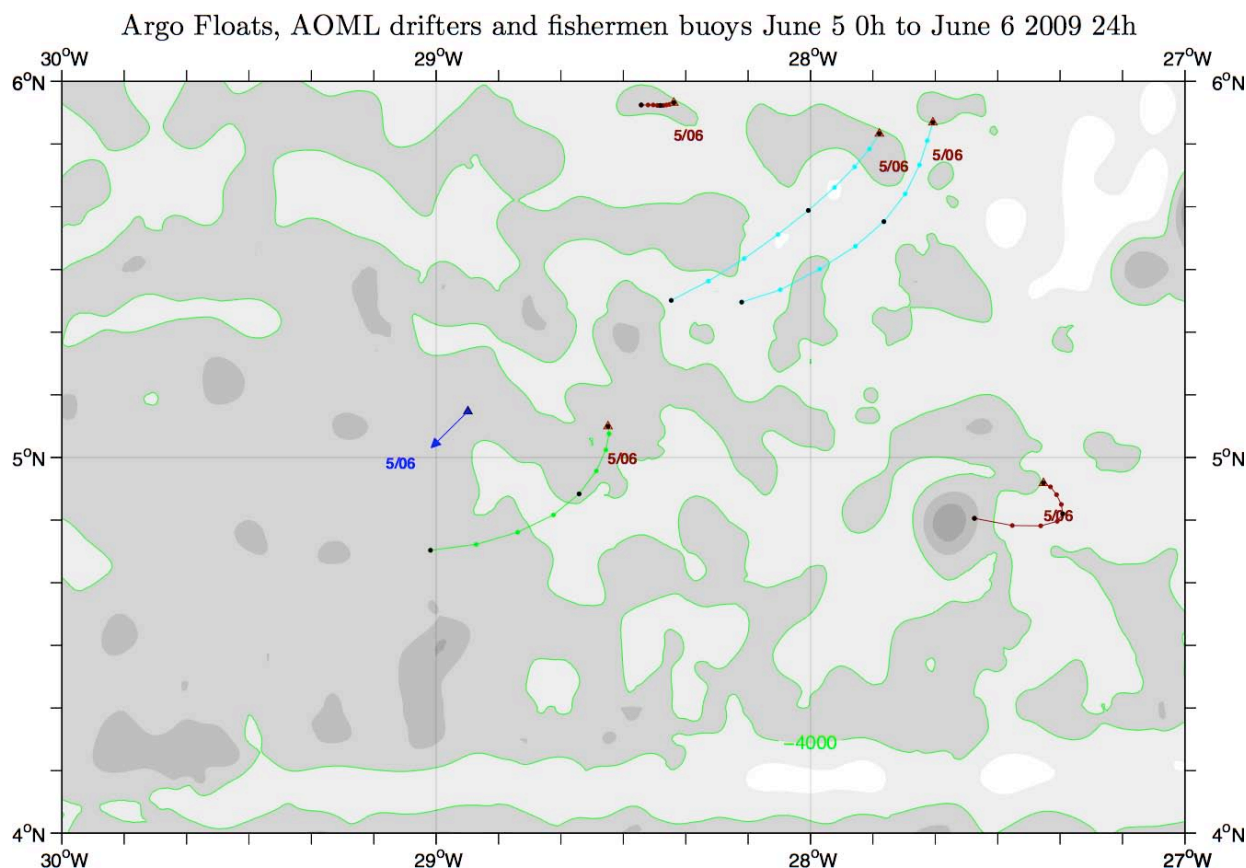 Argo Floats, AOML drifters and fishermen buoys June 5 0h to June 6 2009 24h
30°W 29°W 28°W 27°W
6°N 6°N
5/06
5/06
5/06
5°N 5/06 5/06 5°N
5/06
−4000
4°N 4°N
30°W 29°W 28°W 27°W